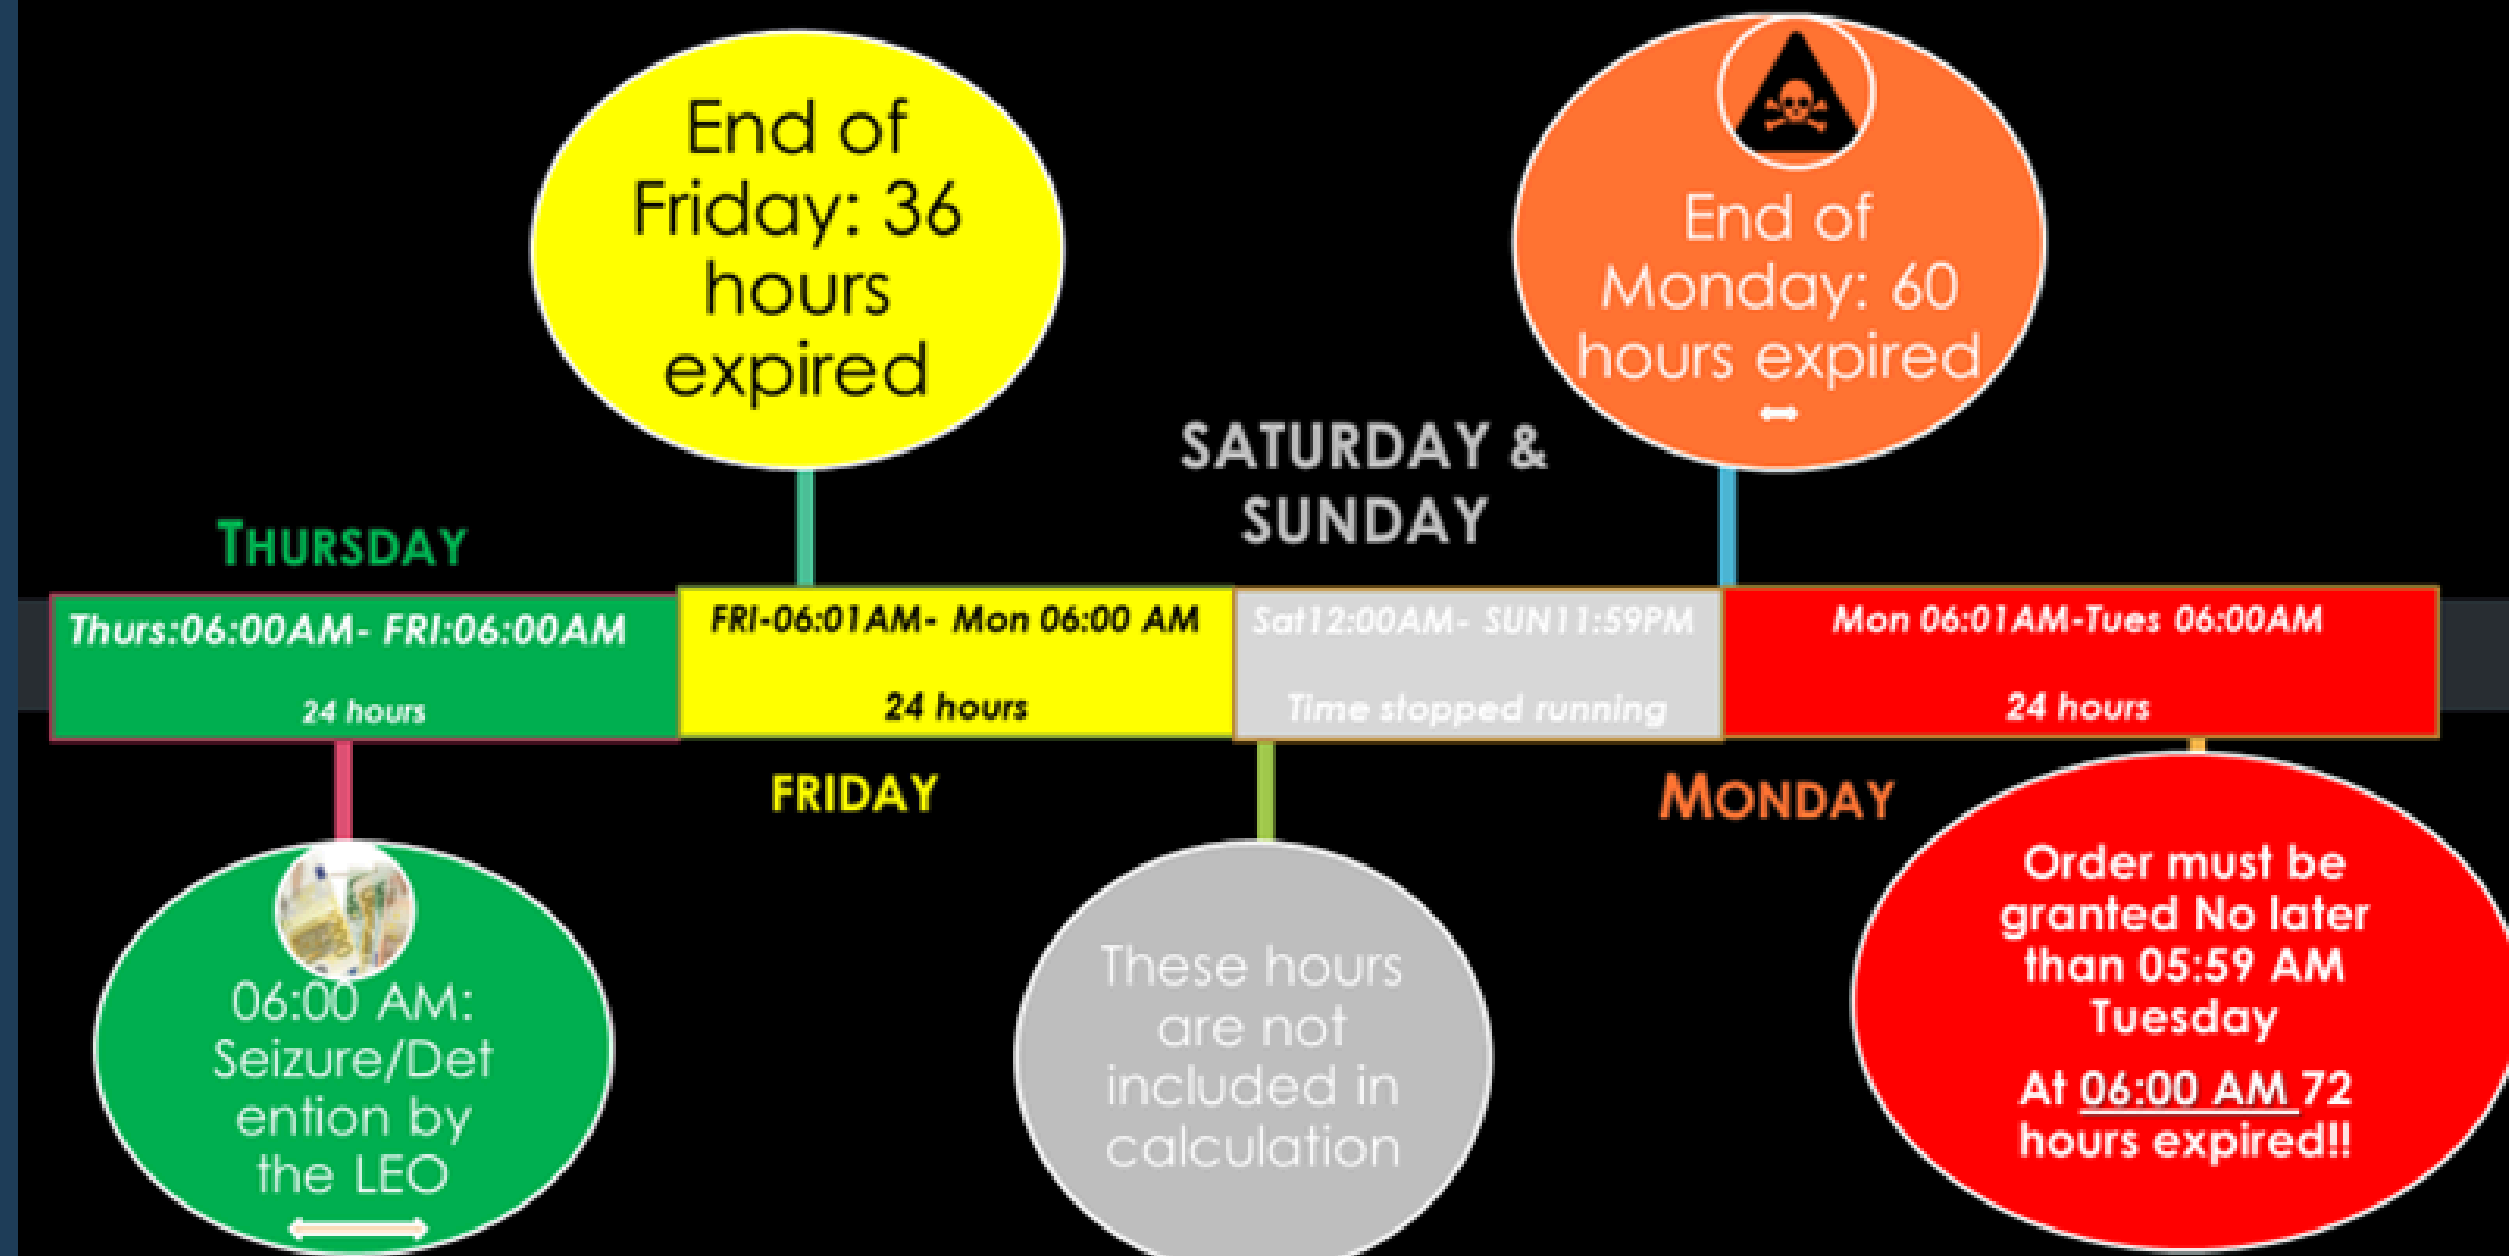 End of
Friday: 36
hours
expired
End of
Monday: 60
hours expired
SATURDAY &
SUNDAY
THURSDAY
Thurs:06:00AM- FRI:06:00AM
24 hours
FRI-06:01AM- Mon 06:00 AM
24 hours
Sat12:00AM- SUN11:59PM
Time stopped running
Mon 06:01AM-Tues 06:00AM
24 hours
FRIDAY
MONDAY
06:00 AM:
Seizure/Det
ention by
the LEO
These hours
are not
included in
calculation
Order must be
granted No later
than 05:59 AM
Tuesday
At 06:00 AM 72
hours expired!!